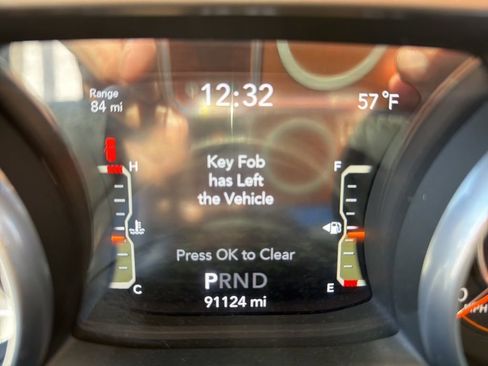 Range
84 mi
12:32
57°F
H
F
Key Fob
has Left
the Vehicle
Press OK to Clear
PRND
C
E
91124 mi
MPH